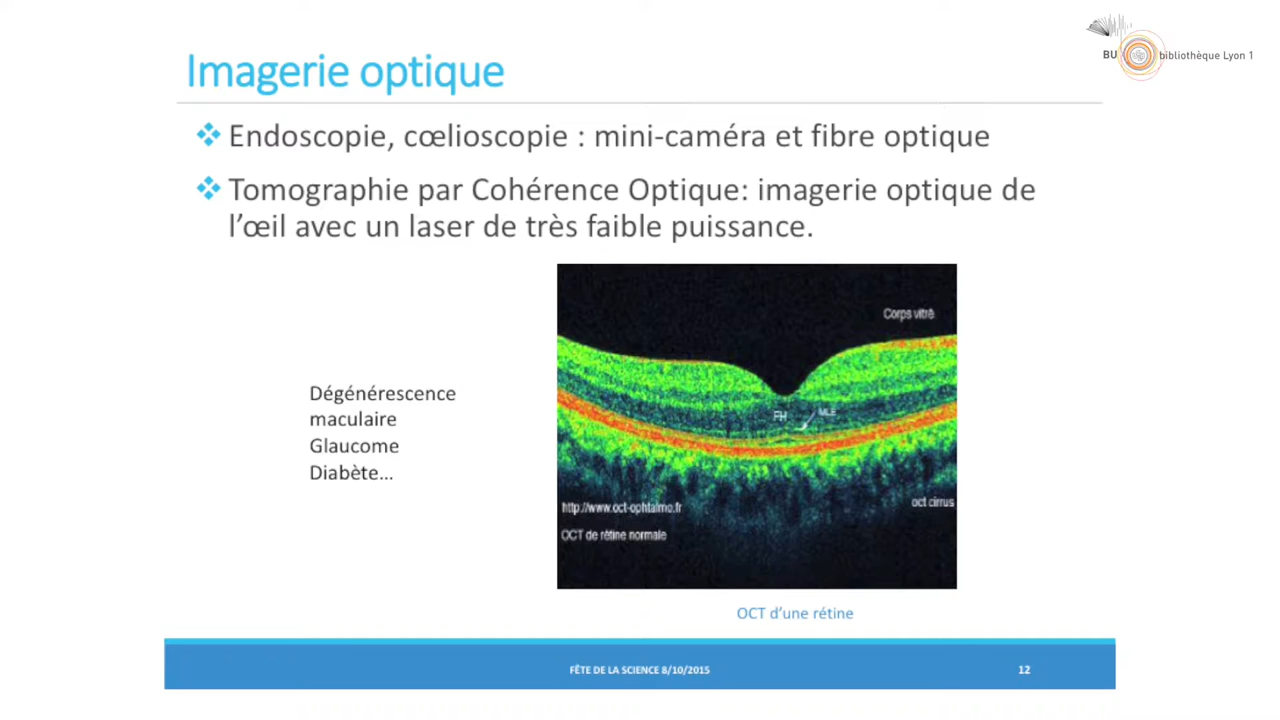 BU bibliothèque Lyon 1
Imagerie optique
Endoscopie, cœlioscopie : mini-caméra et fibre optique
Tomographie par Cohérence Optique: imagerie optique de
l’œil avec un laser de très faible puissance.
Dégénérescence
maculaire
Glaucome
Diabète…
Corps vitré
FH
MLE
oct cirrus
http://www.oct-ophtalmo.fr
OCT de rétine normale
OCT d’une rétine
FÊTE DE LA SCIENCE 8/10/2015
12